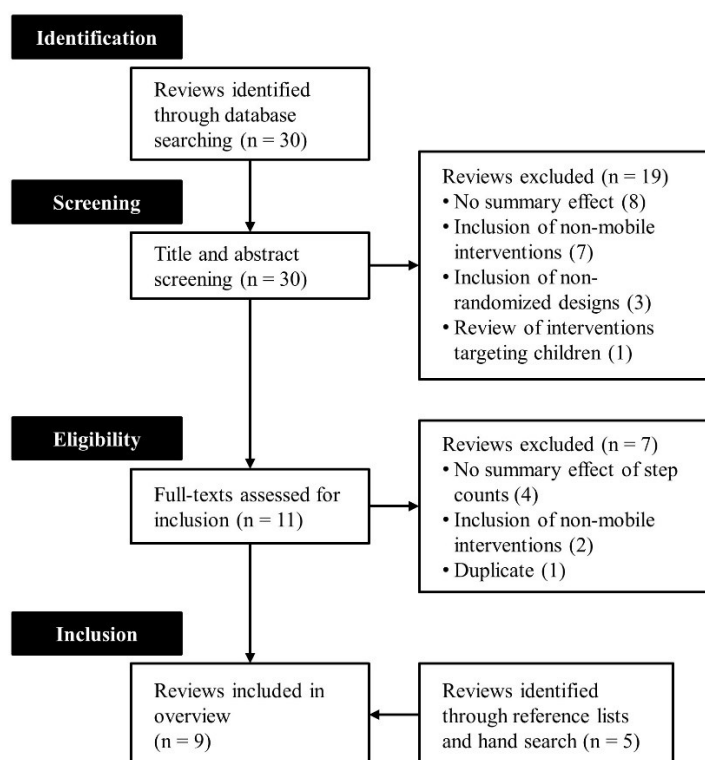 Identification
Reviews identified
through database
searching (n = 30)
Screening
Title and abstract
screening (n = 30)
Reviews excluded (n = 19)
• No summary effect (8)
• Inclusion of non-mobile
interventions (7)
• Inclusion of non-
randomized designs (3)
• Review of interventions
targeting children (1)
Eligibility
Full-texts assessed for
inclusion (n = 11)
Reviews excluded (n = 7)
• No summary effect of step
counts (4)
• Inclusion of non-mobile
interventions (2)
• Duplicate (1)
Inclusion
Reviews included in
overview
(n = 9)
Reviews identified
through reference lists
and hand search (n = 5)